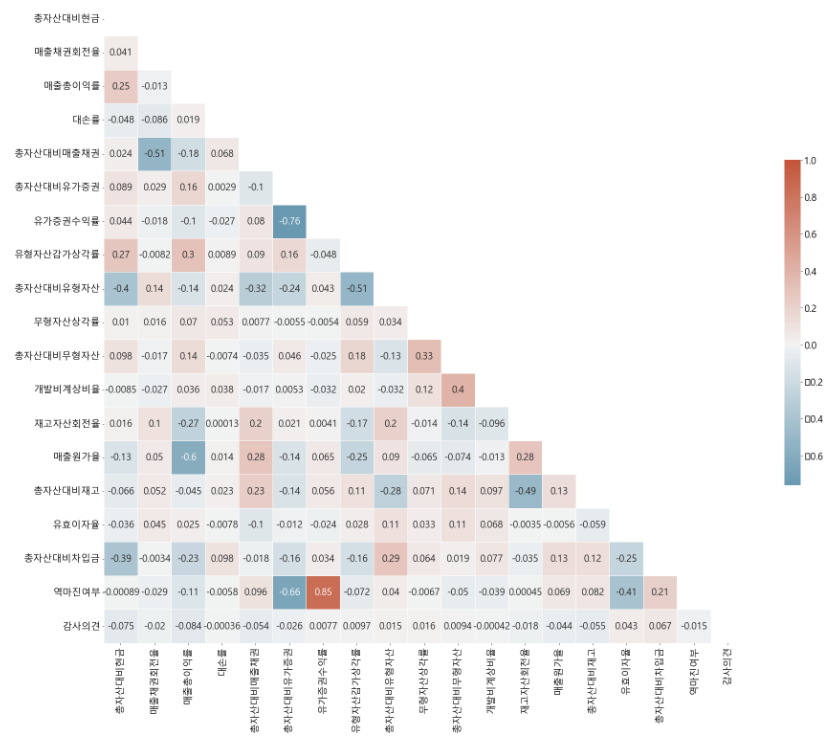 총자산대비현금
매출채권회전율 0.041
매출총이익률 0.25 -0.013
대손률 -0.048 -0.086 0.019
총자산대비매출채권 0.024 -0.51 -0.18 0.068
총자산대비유가증권 0.089 0.029 0.16 0.0029 -0.1
유가증권수익률 0.044 -0.018 -0.1 -0.027 0.08 -0.76
유형자산감가상각률 0.27 -0.0082 0.3 0.0089 0.09 0.16 -0.048
총자산대비유형자산 -0.4 0.14 -0.14 0.024 -0.32 -0.24 0.043 -0.51
무형자산상각률 0.01 0.016 0.07 0.053 0.0077 -0.0055 -0.0054 0.059 0.034
총자산대비무형자산 0.098 -0.017 0.14 -0.0074 -0.035 0.046 -0.025 0.18 -0.13 0.33
개발비계상비율 -0.0085 -0.027 0.036 0.038 -0.017 0.0053 -0.032 0.02 -0.032 0.12 0.4
재고자산회전율 0.016 0.1 -0.27 0.00013 0.2 0.021 0.0041 -0.17 0.2 -0.014 -0.14 -0.096
매출원가율 -0.13 0.05 -0.6 0.014 0.28 -0.14 0.065 -0.25 0.09 -0.065 -0.074 -0.013 0.28
총자산대비재고 -0.066 0.052 -0.045 0.023 0.23 -0.14 0.056 0.11 -0.28 0.071 0.14 0.097 -0.49 0.13
유효이자율 -0.036 0.045 0.025 -0.0078 -0.1 -0.012 -0.024 0.028 0.11 0.033 0.11 0.068 -0.0035 -0.0056 -0.059
총자산대비차입금 -0.39 -0.0034 -0.23 0.098 -0.018 -0.16 0.034 -0.16 0.29 0.064 0.019 0.077 -0.035 0.13 0.12 -0.25
역마진여부 -0.00089 -0.029 -0.11 -0.0058 0.096 -0.66 0.85 -0.072 0.04 -0.0067 -0.05 -0.039 0.00045 0.069 0.082 -0.41 0.21
감사의견 -0.075 -0.02 -0.084 -0.00036 -0.054 -0.026 0.0077 0.0097 0.015 0.016 0.0094 -0.00042 -0.018 -0.044 -0.055 0.043 0.067 -0.015
총자산대비현금
매출채권회전율
매출총이익률
대손률
총자산대비매출채권
총자산대비유가증권
유가증권수익률
유형자산감가상각률
총자산대비유형자산
무형자산상각률
총자산대비무형자산
개발비계상비율
재고자산회전율
매출원가율
총자산대비재고
유효이자율
총자산대비차입금
역마진여부
감사의견
1.0
0.8
0.6
0.4
0.2
0.0
□0.2
□0.4
□0.6